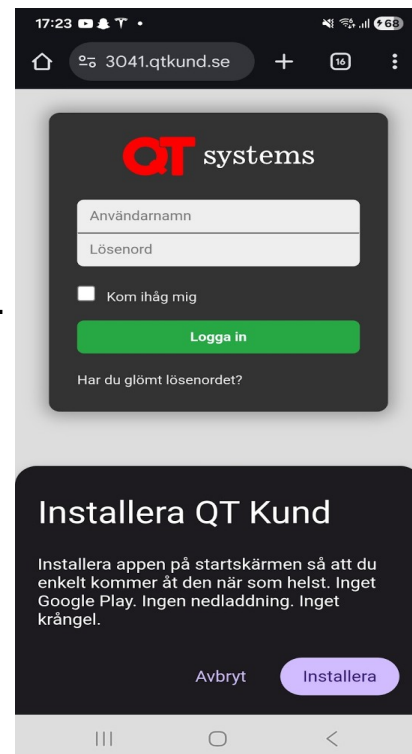 17:23
68
3041.qtkund.se
16
QT systems
Användarnamn
Lösenord
Kom ihåg mig
Logga in
Har du glömt lösenordet?
Installera QT Kund
Installera appen på startskärmen så att du
enkelt kommer åt den när som helst. Inget
Google Play. Ingen nedladdning. Inget
krångel.
Avbryt
Installera